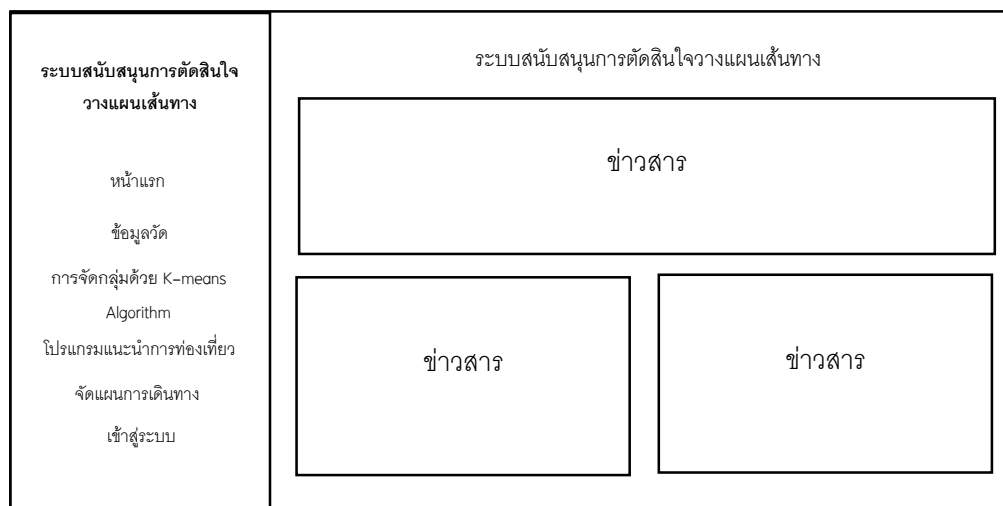 ระบบสนับสนุนการตัดสินใจ
วางแผนเส้นทาง
หน้าแรก
ข้อมูลวัด
การจัดกลุ่มด้วย K-means
Algorithm
โปรแกรมแนะนำการท่องเที่ยว
จัดแผนการเดินทาง
เข้าสู่ระบบ
ระบบสนับสนุนการตัดสินใจวางแผนเส้นทาง
ข่าวสาร
ข่าวสาร
ข่าวสาร